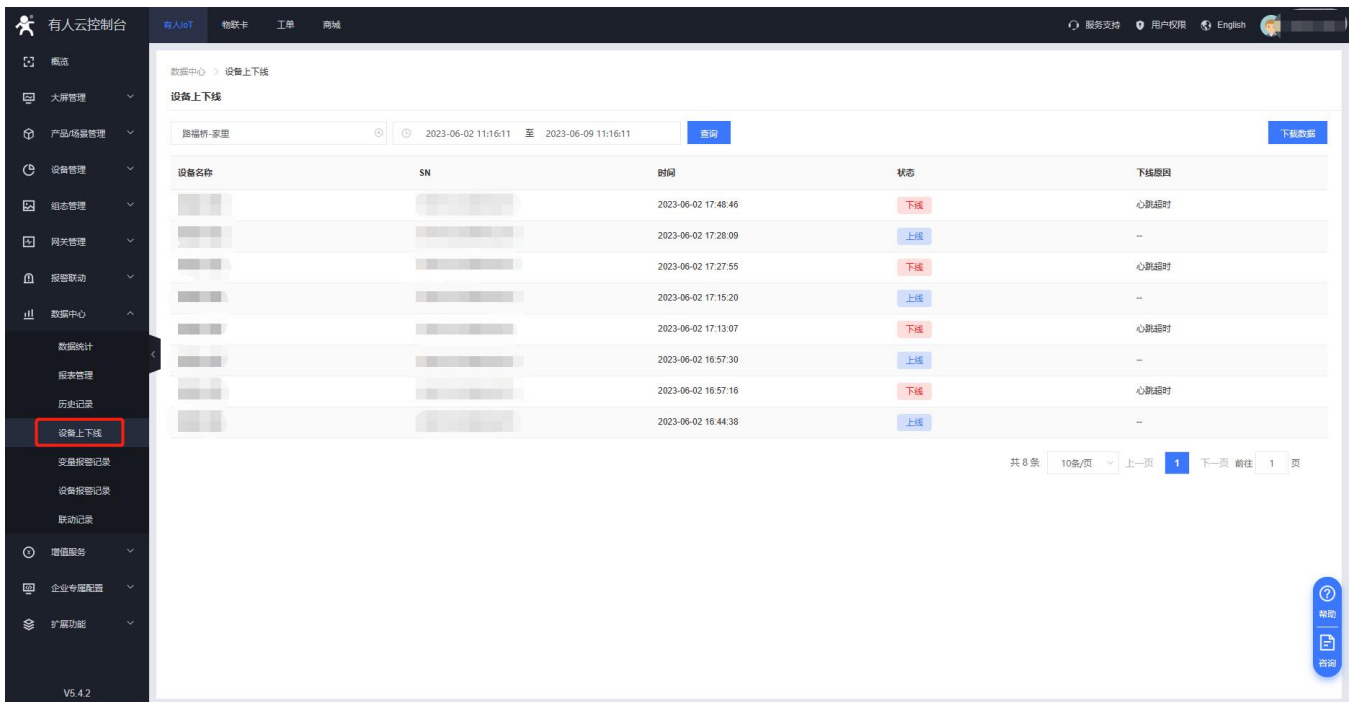 有人云控制台 有人IoT 物联卡 工单 商城 服务支持 用户权限 English
概览
大屏管理
产品/场景管理
设备管理
组态管理
网关管理
报警联动
数据中心
数据统计
报表管理
历史记录
设备上下线
变量报警记录
设备报警记录
联动记录
增值服务
企业专属配置
扩展功能
V5.4.2
数据中心 > 设备上下线
设备上下线
路福桥-家里 2023-06-02 11:16:11 至 2023-06-09 11:16:11 查询 下载数据
设备名称 SN 时间 状态 下线原因
2023-06-02 17:48:46 下线 心跳超时
2023-06-02 17:28:09 上线 --
2023-06-02 17:27:55 下线 心跳超时
2023-06-02 17:15:20 上线 --
2023-06-02 17:13:07 下线 心跳超时
2023-06-02 16:57:30 上线 --
2023-06-02 16:57:16 下线 心跳超时
2023-06-02 16:44:38 上线 --
共 8 条 10条/页 上一页 1 下一页 前往 1 页
帮助
咨询